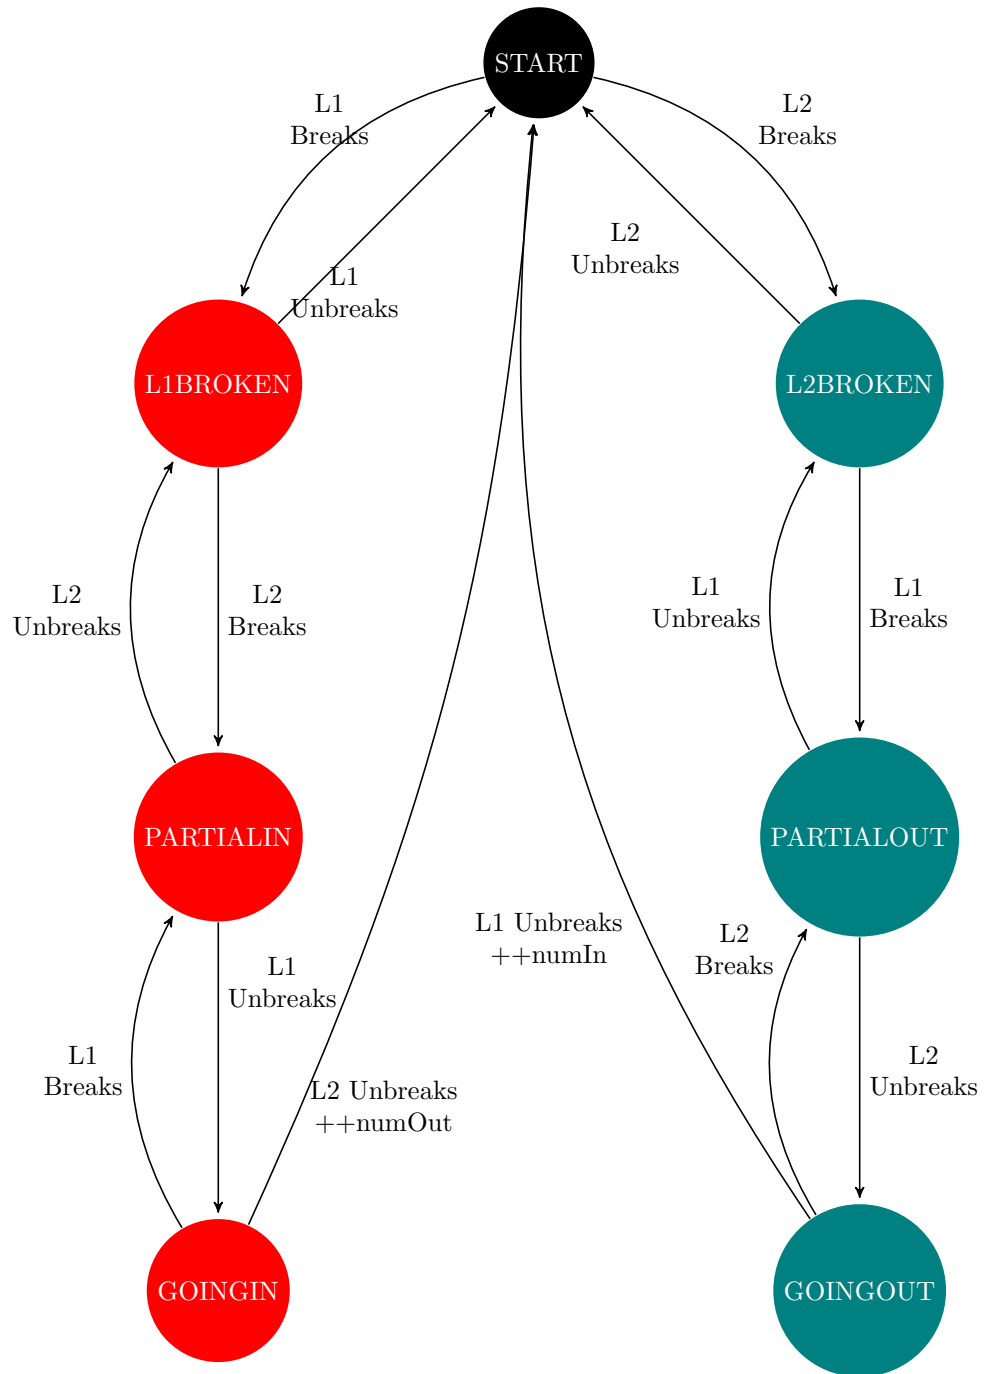 START
L1
Breaks
L2
Breaks
L2
Unbreaks
L1
Unbreaks
L1BROKEN
L2BROKEN
L2
Unbreaks
L2
Breaks
L1
Unbreaks
L1
Breaks
PARTIALIN
PARTIALOUT
L1 Unbreaks
++numIn
L2
Breaks
L1
Unbreaks
L1
Breaks
L2 Unbreaks
++numOut
L2
Unbreaks
GOINGIN
GOINGOUT